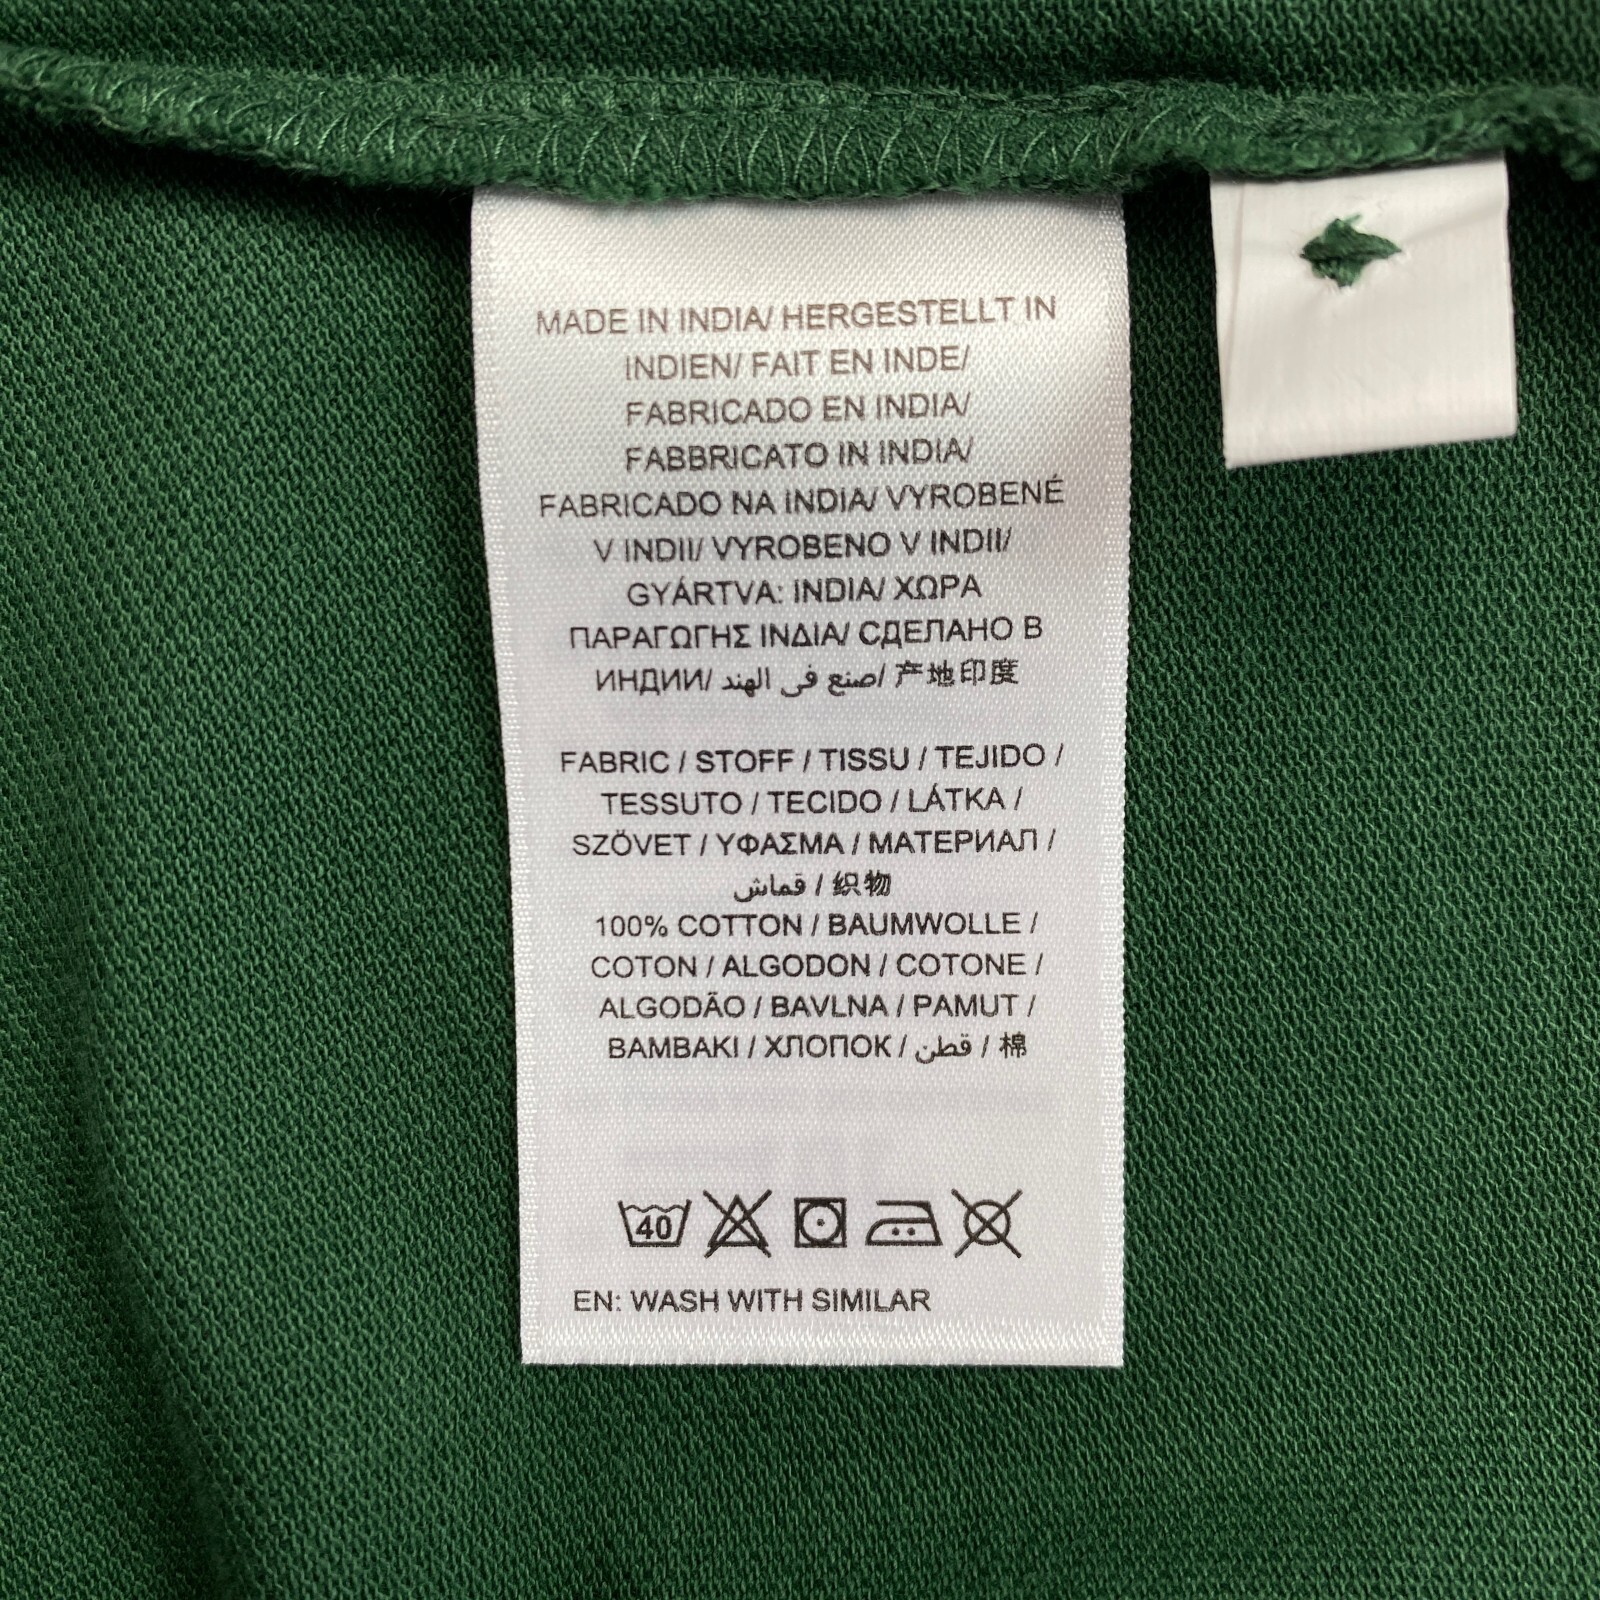 MADE IN INDIA/ HERGESTELLT IN
INDIEN/ FAIT EN INDE/
FABRICADO EN INDIA/
FABBRICATO IN INDIA/
FABRICADO NA INDIA/ VYROBENÉ
V INDII/ VYROBENO V INDII/
GYÁRTVA: INDIA/ ΧΩΡΑ
ΠΑΡΑΓΩΓΗΣ ΙΝΔΙΑ/ СДЕЛАНО В
ИНДИИ/ صنع في الهند/ 产地印度
FABRIC / STOFF / TISSU / TEJIDO /
TESSUTO / TECIDO / LÁTKA /
SZÖVET / ΥΦΑΣΜΑ / МАТЕРИАЛ /
قماش / 织物
100% COTTON / BAUMWOLLE /
COTON / ALGODON / COTONE /
ALGODÃO / BAVLNA / PAMUT /
BAMBAKI / ХЛОПОК / قطن / 棉
40
EN: WASH WITH SIMILAR